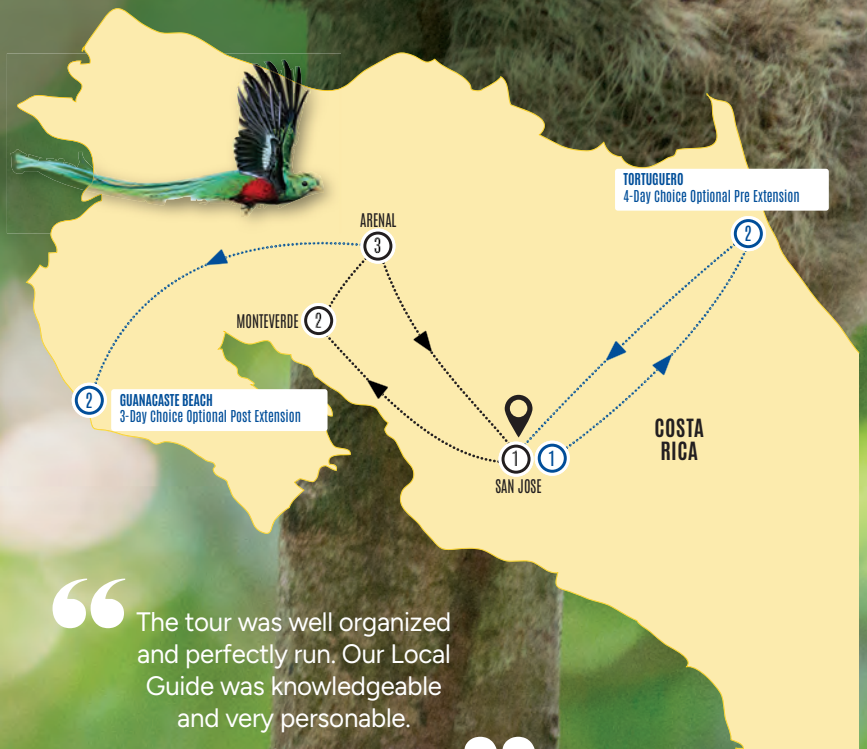 TORTUGUERO
4-Day Choice Optional Pre Extension
2
ARENAL
3
MONTEVERDE 2
2
GUANACASTE BEACH
3-Day Choice Optional Post Extension
COSTA
RICA
1 1
SAN JOSE
“
The tour was well organized
and perfectly run. Our Local
Guide was knowledgeable
and very personable.
”